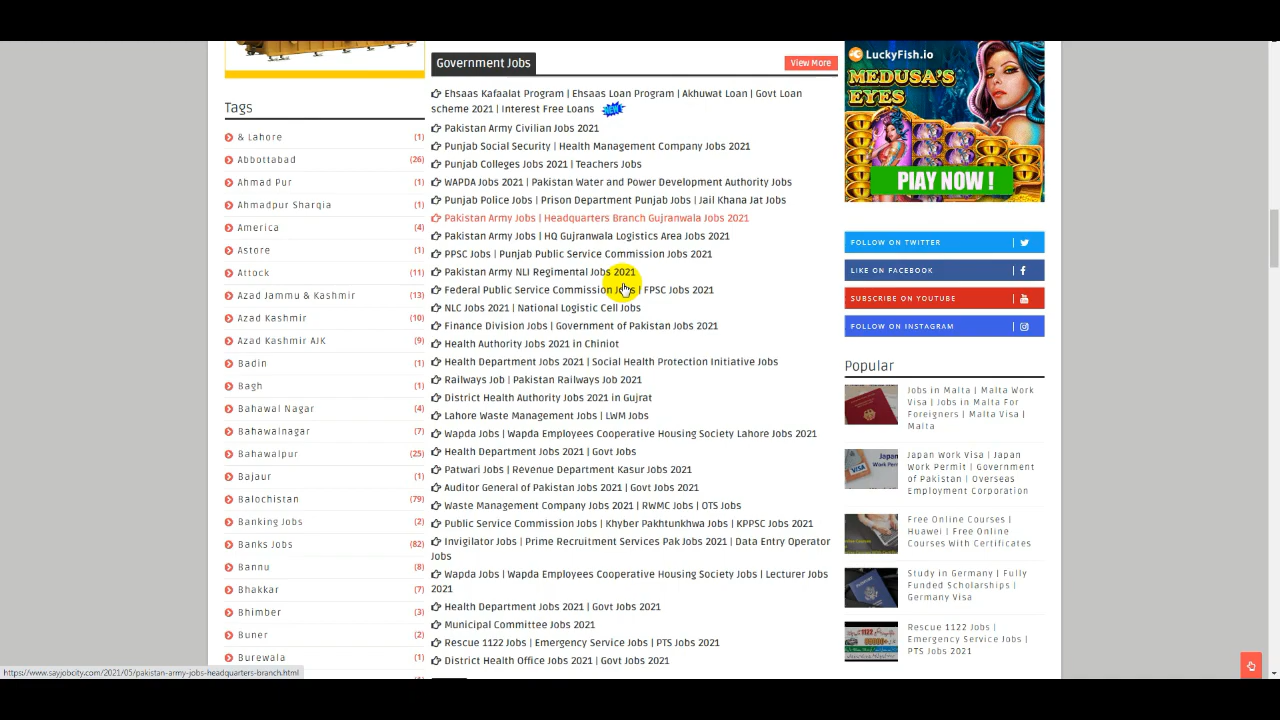 Tags
& Lahore (1)
Abbottabad (26)
Ahmad Pur (1)
Ahmadpur Sharqia (1)
America (4)
Astore (1)
Attock (11)
Azad Jammu & Kashmir (13)
Azad Kashmir (10)
Azad Kashmir AJK (9)
Badin (1)
Bagh (1)
Bahawal Nagar (4)
Bahawalnagar (7)
Bahawalpur (25)
Bajaur (1)
Balochistan (79)
Banking Jobs (2)
Banks Jobs (82)
Bannu (8)
Bhakkar (7)
Bhimber (3)
Buner (2)
Burewala (1)
Government Jobs
View More
Ehsaas Kafaalat Program | Ehsaas Loan Program | Akhuwat Loan | Govt Loan
scheme 2021 | Interest Free Loans
Pakistan Army Civilian Jobs 2021
Punjab Social Security | Health Management Company Jobs 2021
Punjab Colleges Jobs 2021 | Teachers Jobs
WAPDA Jobs 2021 | Pakistan Water and Power Development Authority Jobs
Punjab Police Jobs | Prison Department Punjab Jobs | Jail Khana Jat Jobs
Pakistan Army Jobs | Headquarters Branch Gujranwala Jobs 2021
Pakistan Army Jobs | HQ Gujranwala Logistics Area Jobs 2021
PPSC Jobs | Punjab Public Service Commission Jobs 2021
Pakistan Army NLI Regimental Jobs 2021
Federal Public Service Commission Jobs | FPSC Jobs 2021
NLC Jobs 2021 | National Logistic Cell Jobs
Finance Division Jobs | Government of Pakistan Jobs 2021
Health Authority Jobs 2021 in Chiniot
Health Department Jobs 2021 | Social Health Protection Initiative Jobs
Railways Job | Pakistan Railways Job 2021
District Health Authority Jobs 2021 in Gujrat
Lahore Waste Management Jobs | LWM Jobs
Wapda Jobs | Wapda Employees Cooperative Housing Society Lahore Jobs 2021
Health Department Jobs 2021 | Govt Jobs
Patwari Jobs | Revenue Department Kasur Jobs 2021
Auditor General of Pakistan Jobs 2021 | Govt Jobs 2021
Waste Management Company Jobs 2021 | RWMC Jobs | OTS Jobs
Public Service Commission Jobs | Khyber Pakhtunkhwa Jobs | KPPSC Jobs 2021
Invigilator Jobs | Prime Recruitment Services Pak Jobs 2021 | Data Entry Operator
Jobs
Wapda Jobs | Wapda Employees Cooperative Housing Society Jobs | Lecturer Jobs
2021
Health Department Jobs 2021 | Govt Jobs 2021
Municipal Committee Jobs 2021
Rescue 1122 Jobs | Emergency Service Jobs | PTS Jobs 2021
District Health Office Jobs 2021 | Govt Jobs 2021
LuckyFish.io
MEDUSA'S
EYES
PLAY NOW !
FOLLOW ON TWITTER
LIKE ON FACEBOOK
SUBSCRIBE ON YOUTUBE
FOLLOW ON INSTAGRAM
Popular
Jobs in Malta | Malta Work
Visa | Jobs in Malta For
Foreigners | Malta Visa |
Malta
Japan Work Visa | Japan
Work Permit | Government
of Pakistan | Overseas
Employment Corporation
Free Online Courses |
Huawei | Free Online
Courses With Certificates
Study in Germany | Fully
Funded Scholarships |
Germany Visa
Rescue 1122 Jobs |
Emergency Service Jobs |
PTS Jobs 2021
https://www.sayjobcity.com/2021/05/pakistan-army-jobs-headquarters-branch.html